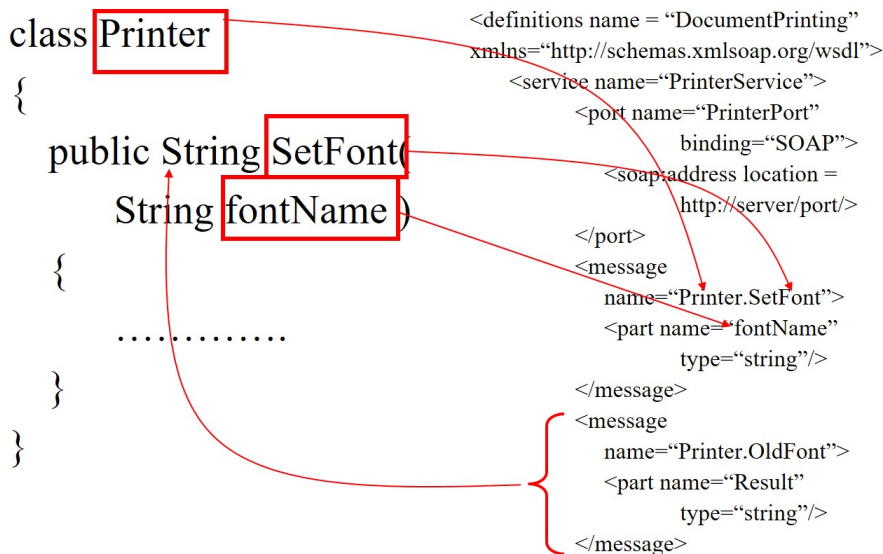 class Printer
{
public String SetFont(
String fontName )
{
………….
}
}
<definitions name = “DocumentPrinting”
xmlns=“http://schemas.xmlsoap.org/wsdl”>
<service name=“PrinterService”>
<port name=“PrinterPort”
binding=“SOAP”>
<soap:address location =
http://server/port/>
</port>
<message
name=“Printer.SetFont”>
<part name=“fontName”
type=“string”/>
</message>
<message
name=“Printer.OldFont”>
<part name=“Result”
type=“string”/>
</message>